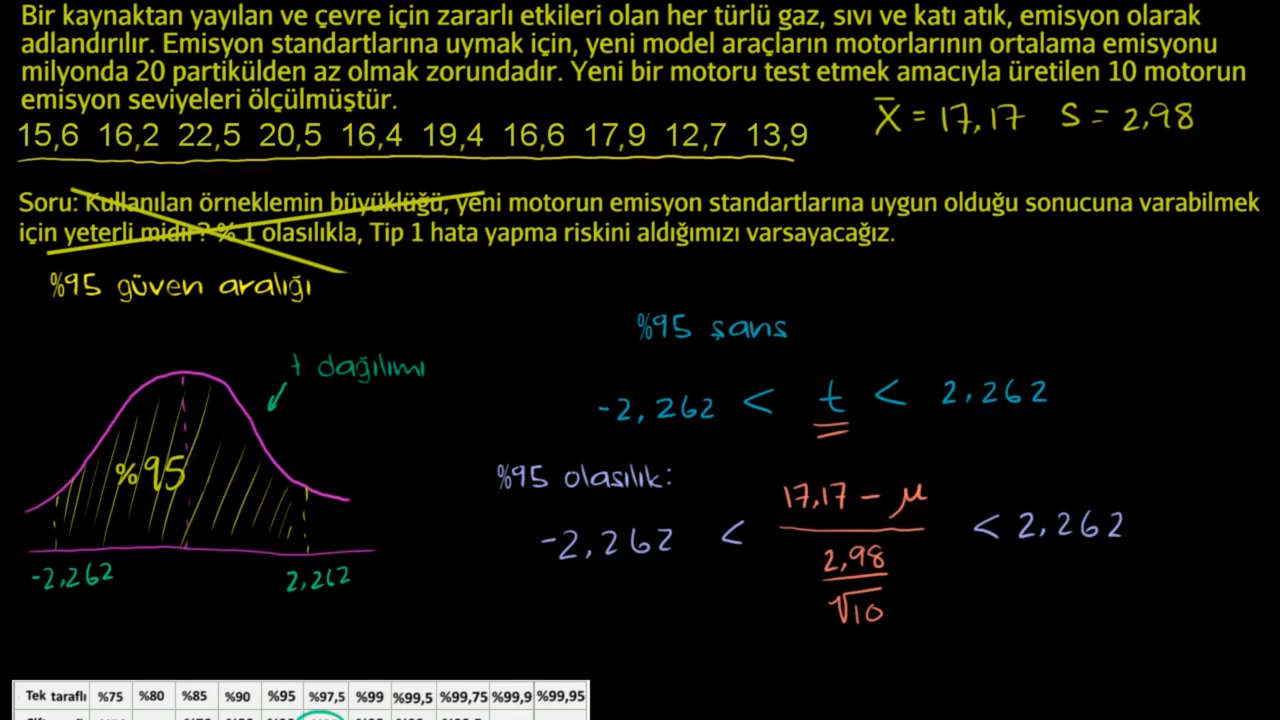 Bir kaynaktan yayılan ve çevre için zararlı etkileri olan her türlü gaz, sıvı ve katı atık, emisyon olarak
adlandırılır. Emisyon standartlarına uymak için, yeni model araçların motorlarının ortalama emisyonu
milyonda 20 partikülden az olmak zorundadır. Yeni bir motoru test etmek amacıyla üretilen 10 motorun
emisyon seviyeleri ölçülmüştür.
x̄ = 17,17 S = 2,98
15,6 16,2 22,5 20,5 16,4 19,4 16,6 17,9 12,7 13,9
Soru: Kullanılan örneklemin büyüklüğü, yeni motorun emisyon standartlarına uygun olduğu sonucuna varabilmek
için yeterli midir? % 1 olasılıkla, Tip 1 hata yapma riskini aldığımızı varsayacağız.
%95 güven aralığı
%95 şans
t dağılımı
-2,262 < t < 2,262
%95
%95 olasılık:
-2,262 < 17,17 - μ / 2,98 / √10 < 2,262
-2,262 2,262
Tek taraflı %75 %80 %85 %90 %95 %97,5 %99 %99,5 %99,75 %99,9 %99,95